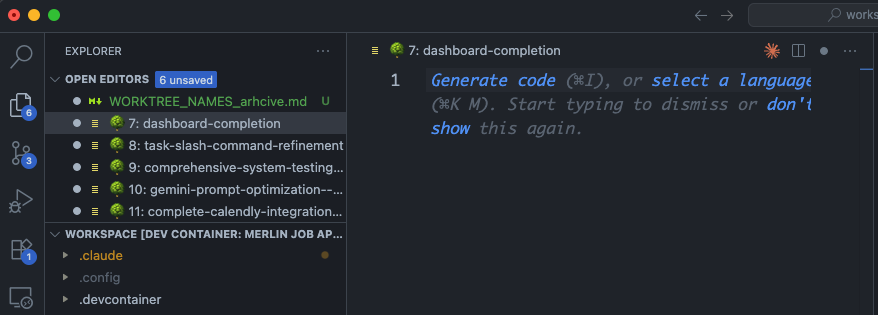 works
EXPLORER
7: dashboard-completion
OPEN EDITORS 6 unsaved
WORKTREE_NAMES_arhcive.md U
7: dashboard-completion
8: task-slash-command-refinement
9: comprehensive-system-testing...
10: gemini-prompt-optimization--...
11: complete-calendly-integration...
WORKSPACE [DEV CONTAINER: MERLIN JOB AP...
.claude
.config
.devcontainer
6
3
1
1
Generate code (⌘I), or select a language
(⌘K M). Start typing to dismiss or don't
show this again.